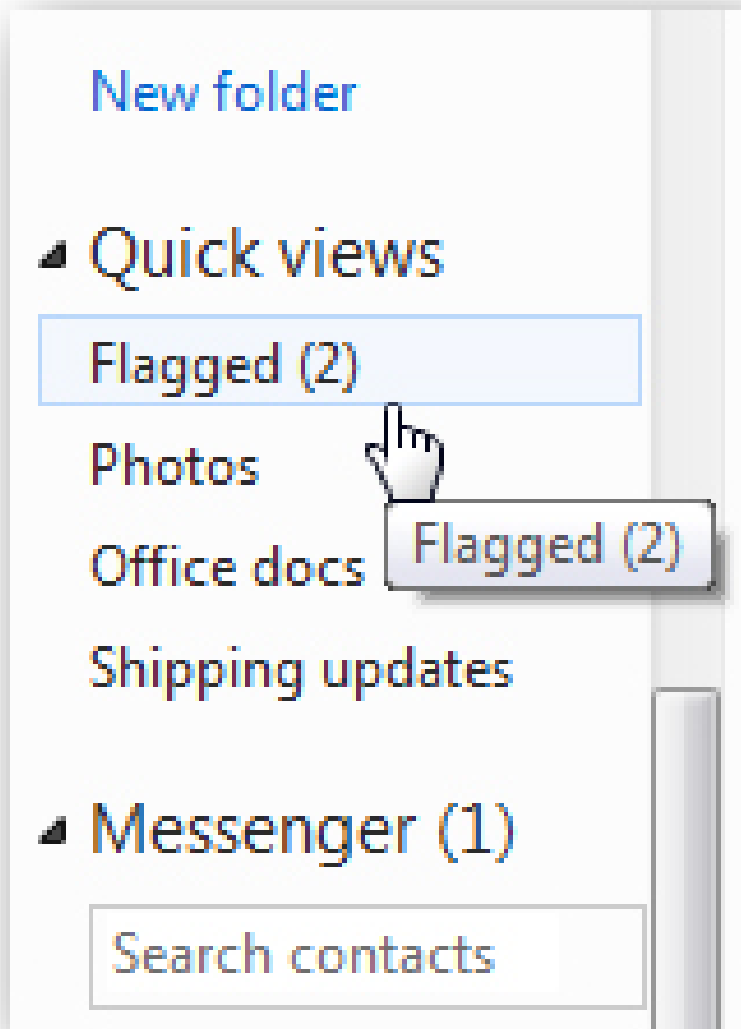 New folder
Quick views
Flagged (2)
Photos
Flagged (2)
Office docs
Shipping updates
Messenger (1)
Search contacts